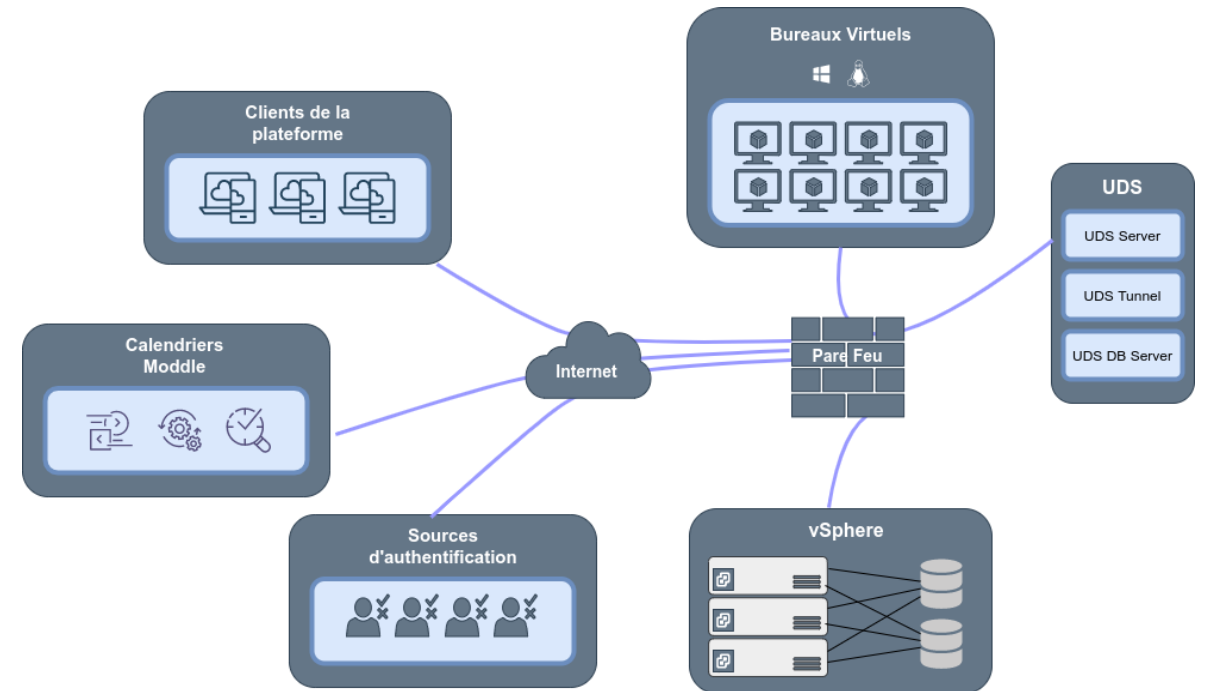 Bureaux Virtuels
Clients de la
plateforme
UDS
UDS Server
UDS Tunnel
UDS DB Server
Calendriers
Moddle
Internet
Pare Feu
Sources
d'authentification
vSphere